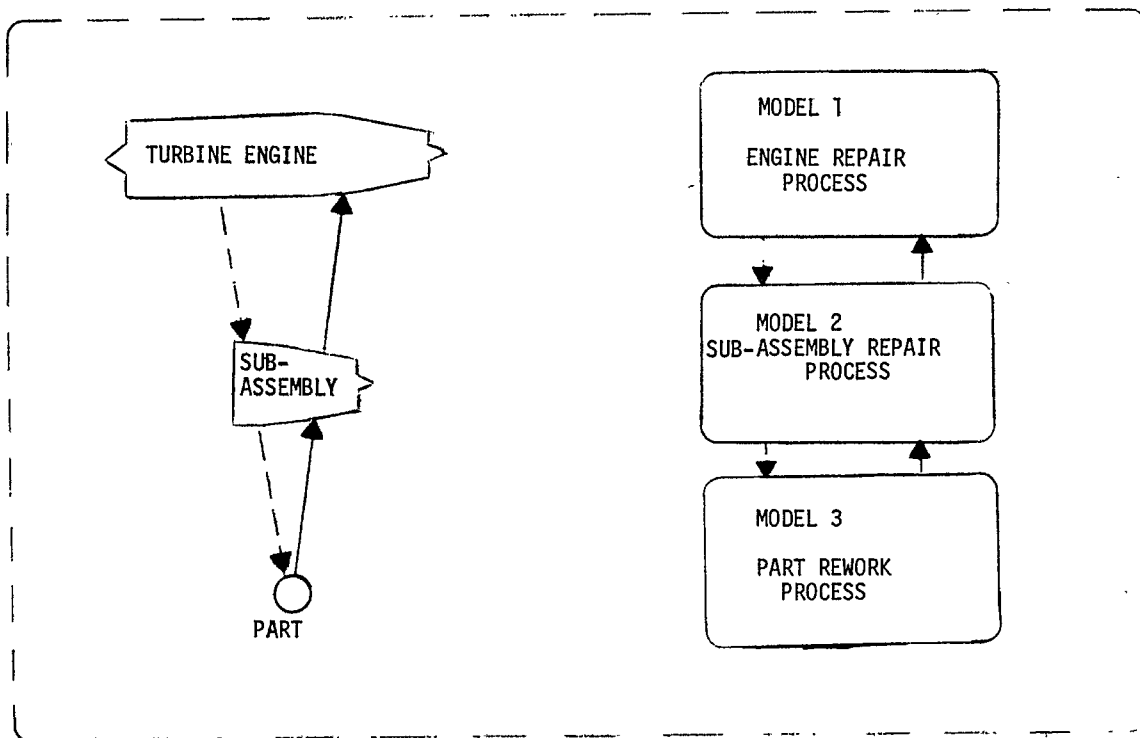 TURBINE ENGINE
SUB-
ASSEMBLY
PART
MODEL 1
ENGINE REPAIR
PROCESS
MODEL 2
SUB-ASSEMBLY REPAIR
PROCESS
MODEL 3
PART REWORK
PROCESS